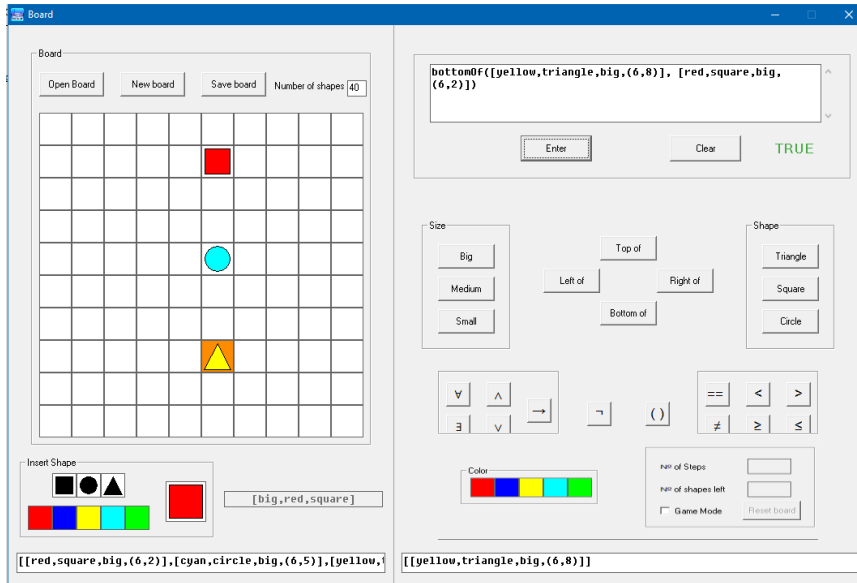 Board
Board
Open Board
New board
Save board
Number of shapes 40
bottomOf([yellow,triangle,big,(6,8)], [red,square,big,
(6,2)])
Enter
Clear
TRUE
Size
Big
Medium
Small
Top of
Left of
Right of
Bottom of
Shape
Triangle
Square
Circle
∀ ∧
∃ ∨
→
¬
( )
== < >
≠ ≥ ≤
Insert Shape
[big,red,square]
Color
Nº of Steps
Nº of shapes left
Game Mode
Reset board
[[red,square,big,(6,2)],[cyan,circle,big,(6,5)],[yellow,
[[yellow,triangle,big,(6,8)]]